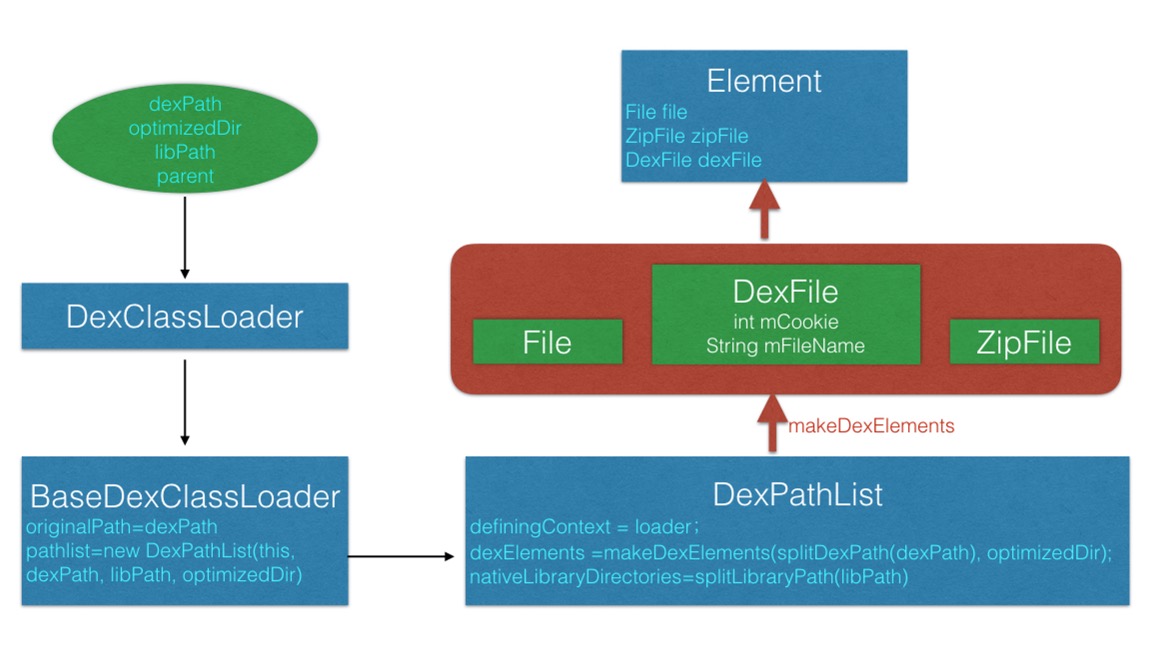 dexPath
optimizedDir
libPath
parent
DexClassLoader
BaseDexClassLoader
originalPath=dexPath
pathlist=new DexPathList(this,
dexPath, libPath, optimizedDir)
DexPathList
definingContext = loader;
dexElements =makeDexElements(splitDexPath(dexPath), optimizedDir);
nativeLibraryDirectories=splitLibraryPath(libPath)
makeDexElements
File
DexFile
int mCookie
String mFileName
ZipFile
Element
File file
ZipFile zipFile
DexFile dexFile